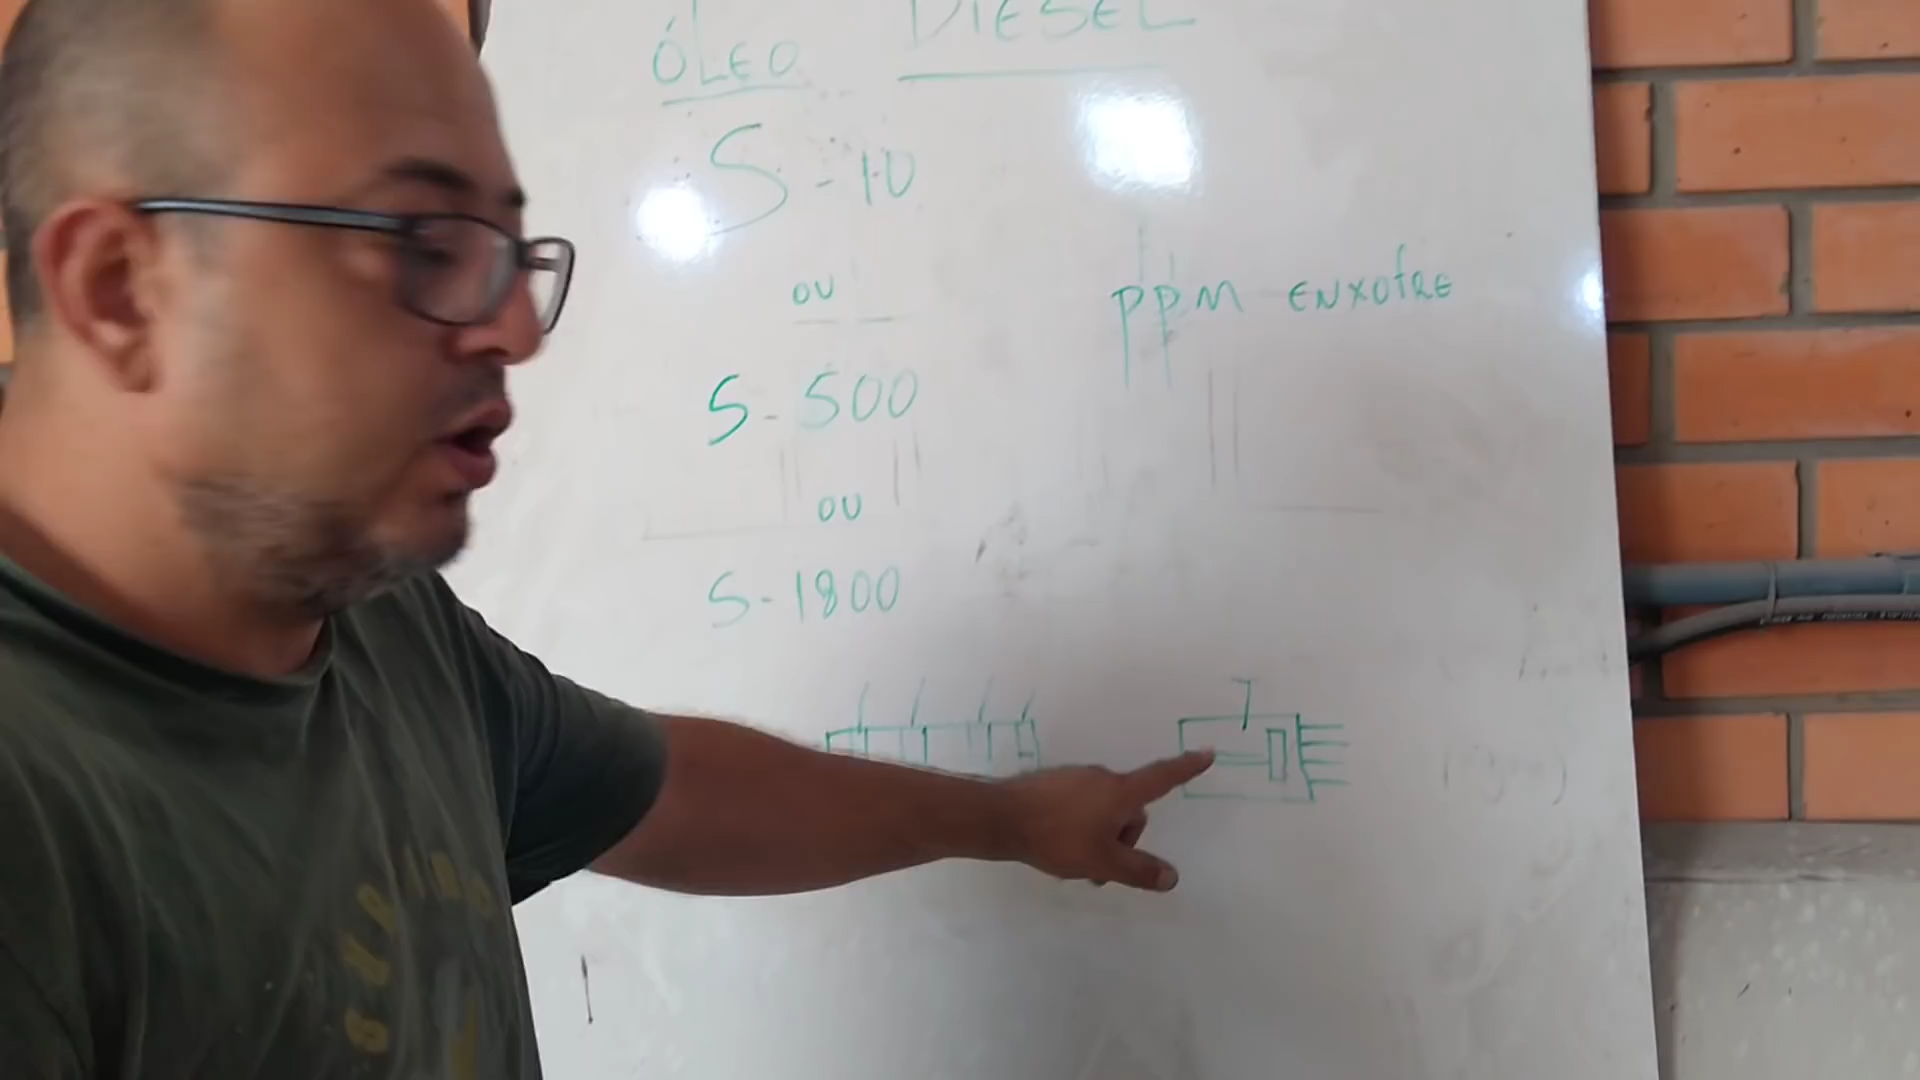 ÓLEO DIESEL
S-10
OU
ppm ENXOFRE
S-500
OU
S-1800